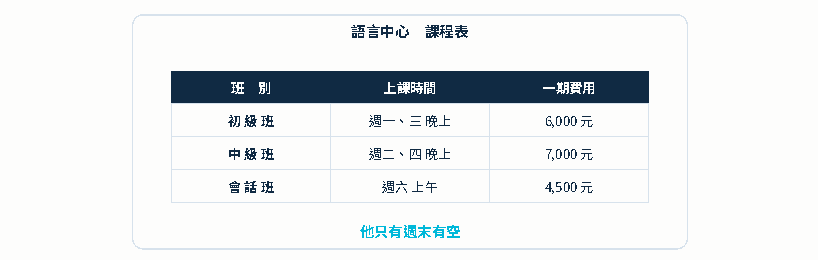 語言中心　課程表
班　別　上課時間　一期費用
初 級 班　週一、三 晚上　6,000 元
中 級 班　週二、四 晚上　7,000 元
會 話 班　週六 上午　4,500 元
他只有週末有空